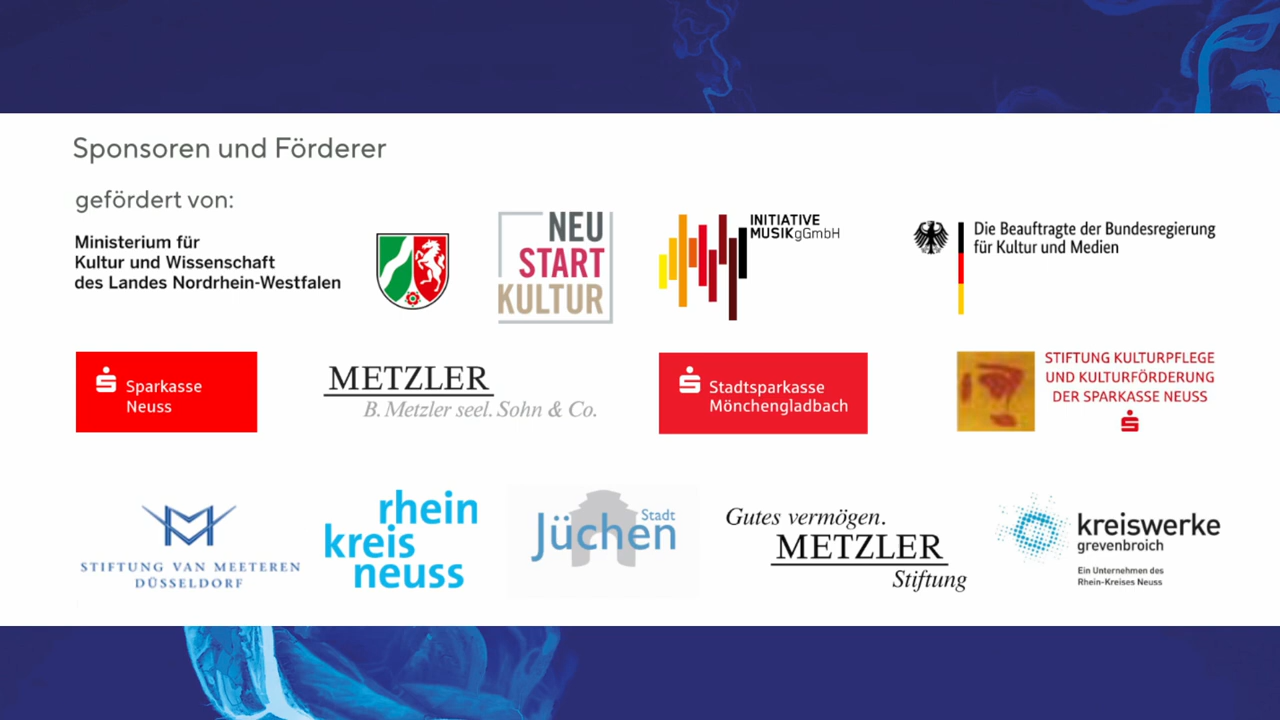 Sponsoren und Förderer
gefördert von:
Ministerium für
Kultur und Wissenschaft
des Landes Nordrhein-Westfalen
NEU
START
KULTUR
INITIATIVE
MUSIKgGmbH
Die Beauftragte der Bundesregierung
für Kultur und Medien
Sparkasse
Neuss
METZLER
B. Metzler seel. Sohn & Co.
Stadtsparkasse
Mönchengladbach
STIFTUNG KULTURPFLEGE
UND KULTURFÖRDERUNG
DER SPARKASSE NEUSS
STIFTUNG VAN MEETEREN
DÜSSELDORF
rhein
kreis
neuss
Stadt
Jüchen
Gutes vermögen.
METZLER
Stiftung
kreiswerke
grevenbroich
Ein Unternehmen des
Rhein-Kreises Neuss